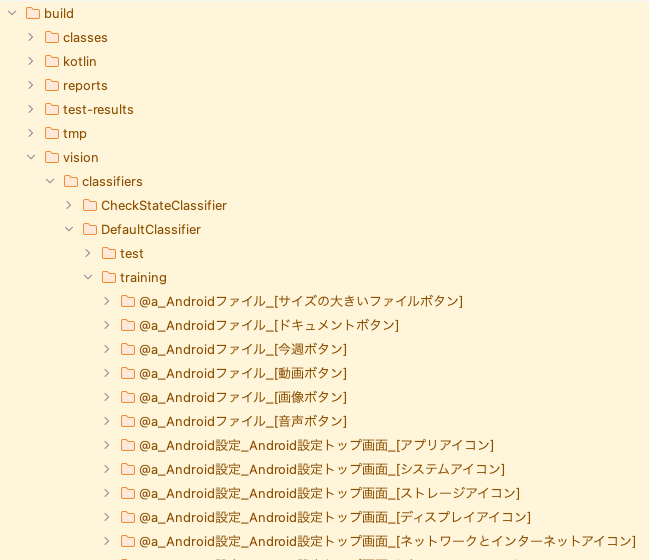 build
classes
kotlin
reports
test-results
tmp
vision
classifiers
CheckStateClassifier
DefaultClassifier
test
training
@a_Androidファイル_[サイズの大きいファイルボタン]
@a_Androidファイル_[ドキュメントボタン]
@a_Androidファイル_[今週ボタン]
@a_Androidファイル_[動画ボタン]
@a_Androidファイル_[画像ボタン]
@a_Androidファイル_[音声ボタン]
@a_Android設定_Android設定トップ画面_[アプリアイコン]
@a_Android設定_Android設定トップ画面_[システムアイコン]
@a_Android設定_Android設定トップ画面_[ストレージアイコン]
@a_Android設定_Android設定トップ画面_[ディスプレイアイコン]
@a_Android設定_Android設定トップ画面_[ネットワークとインターネットアイコン]